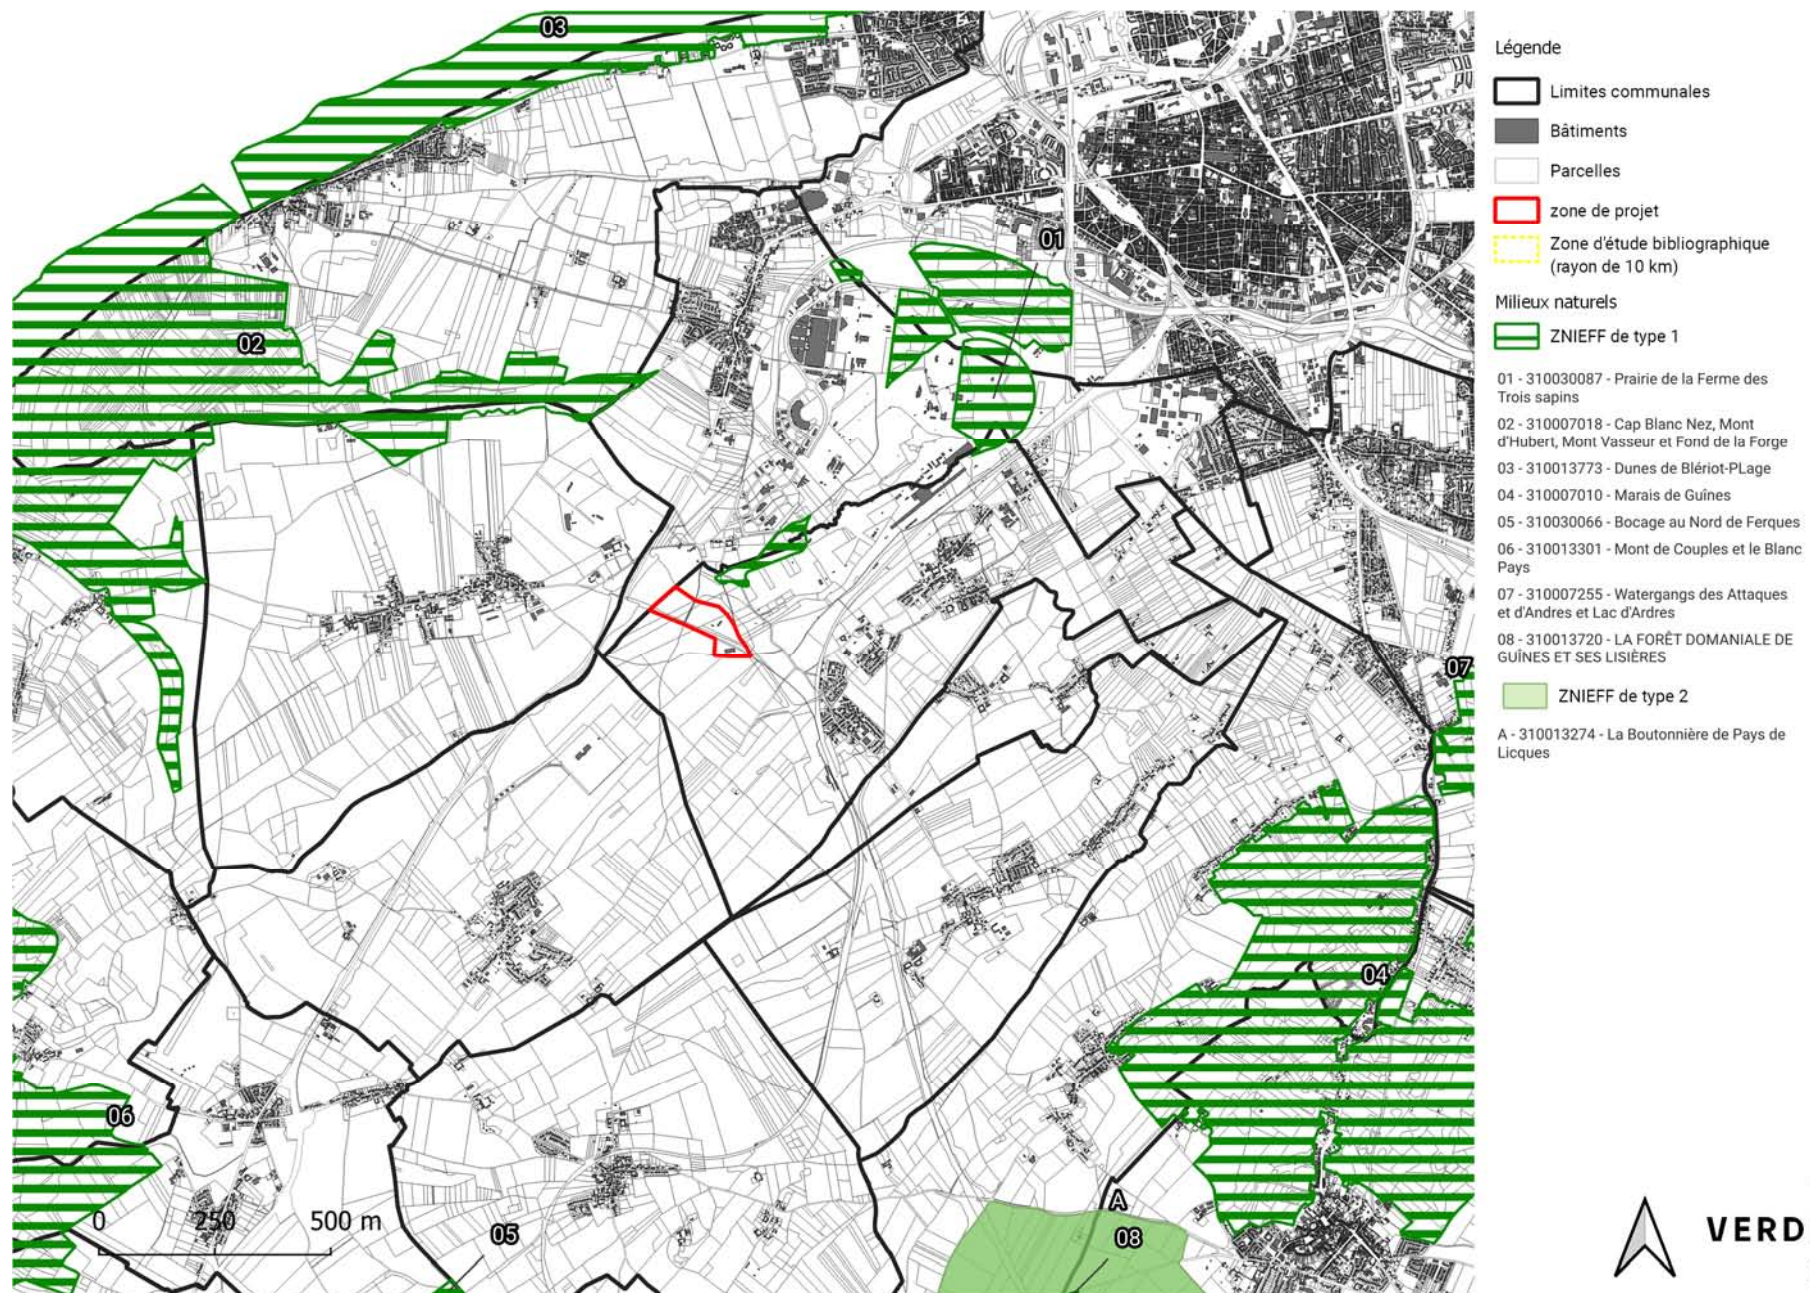 03
01
02
07
04
06
05
A
08
0 250 500 m
Légende
Limites communales
Bâtiments
Parcelles
zone de projet
Zone d'étude bibliographique
(rayon de 10 km)
Milieux naturels
ZNIEFF de type 1
01 - 310030087 - Prairie de la Ferme des
Trois sapins
02 - 310007018 - Cap Blanc Nez, Mont
d'Hubert, Mont Vasseur et Fond de la Forge
03 - 310013773 - Dunes de Blériot-PLage
04 - 310007010 - Marais de Guînes
05 - 310030066 - Bocage au Nord de Ferques
06 - 310013301 - Mont de Couples et le Blanc
Pays
07 - 310007255 - Watergangs des Attaques
et d'Andres et Lac d'Ardres
08 - 310013720 - LA FORÊT DOMANIALE DE
GUÎNES ET SES LISIÈRES
ZNIEFF de type 2
A - 310013274 - La Boutonnière de Pays de
Licques
VERD